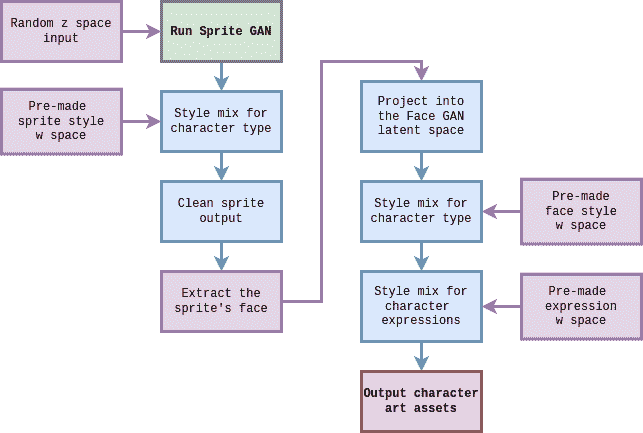 Random z space
input
Run Sprite GAN
Pre-made
sprite style
w space
Style mix for
character type
Clean sprite
output
Extract the
sprite's face
Project into
the Face GAN
latent space
Style mix for
character type
Pre-made
face style
w space
Style mix for
character
expressions
Pre-made
expression
w space
Output character
art assets